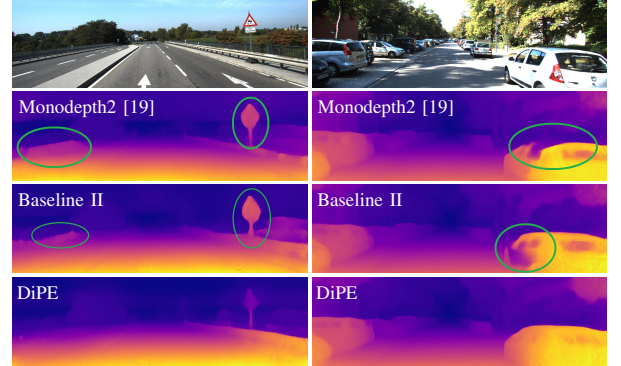 Monodepth2 [19]
Monodepth2 [19]
Baseline II
Baseline II
DiPE
DiPE